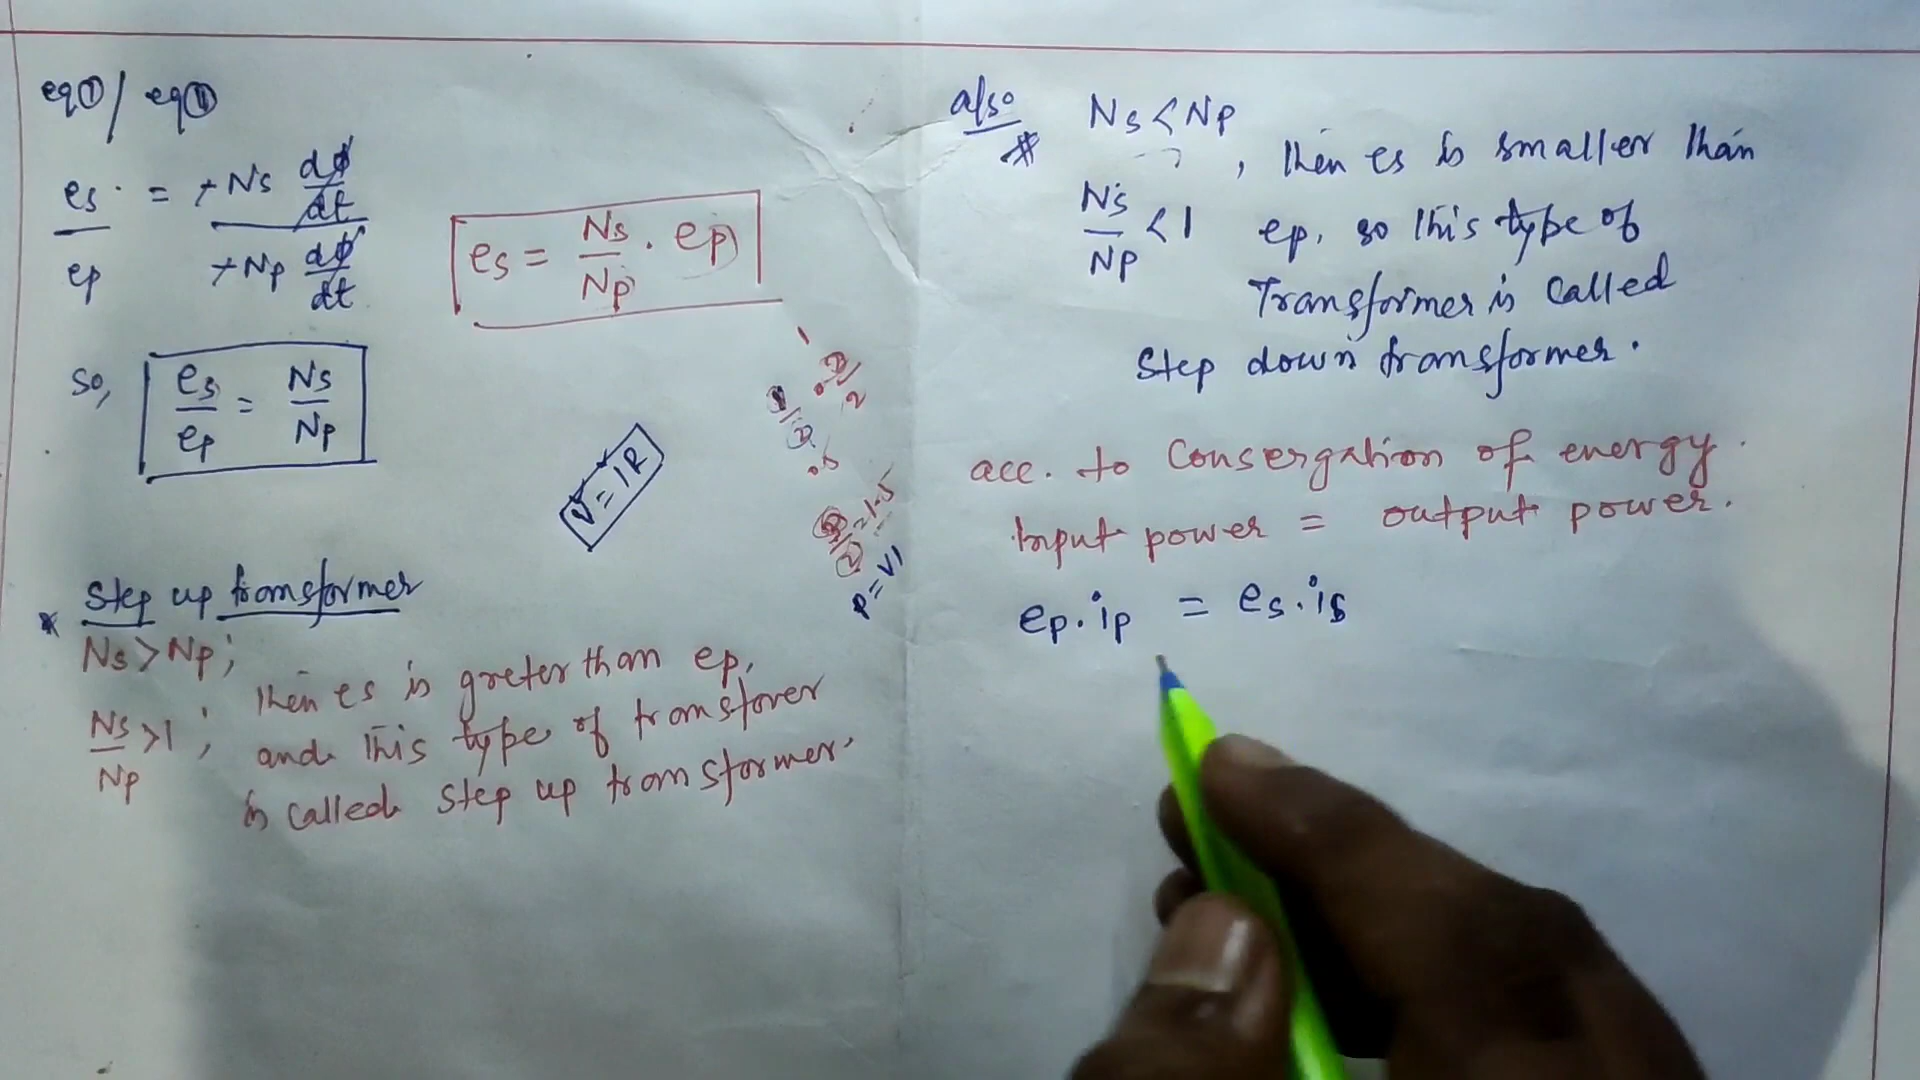 eq① / eq②
es / ep = +Ns dφ/dt / +Np dφ/dt
es = Ns/Np . ep
so, es/ep = Ns/Np
V = IR
P = VI
* Step up transformer
Ns > Np ;
Ns/Np > 1 ;
then es is greter than ep,
and this type of transfover
is called step up transformer.
also
* Ns < Np
Ns/Np < 1
, then es is smaller than
ep, so this type of
Transformer is called
Step down transformer.
acc. to Consergation of energy.
Input power = output power.
ep . ip = es . is